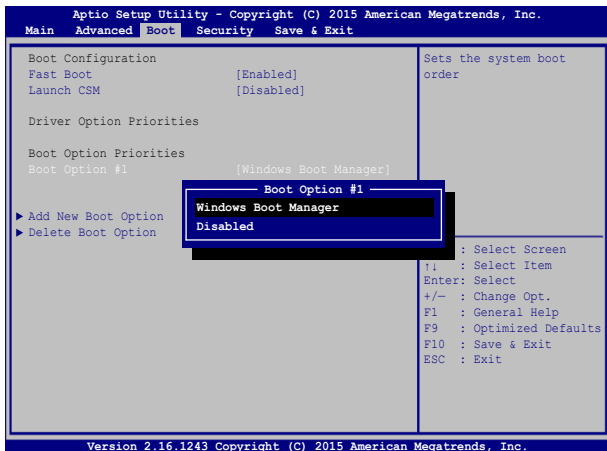 Aptio Setup Utility - Copyright (C) 2015 American Megatrends, Inc.
Main Advanced Boot Security Save & Exit
Boot Configuration
Fast Boot [Enabled]
Launch CSM [Disabled]
Driver Option Priorities
Boot Option Priorities
Boot Option #1 [Windows Boot Manager]
Add New Boot Option
Delete Boot Option
Boot Option #1
Windows Boot Manager
Disabled
Sets the system boot
order
: Select Screen
↑↓ : Select Item
Enter: Select
+/— : Change Opt.
F1 : General Help
F9 : Optimized Defaults
F10 : Save & Exit
ESC : Exit
Version 2.16.1243 Copyright (C) 2015 American Megatrends, Inc.